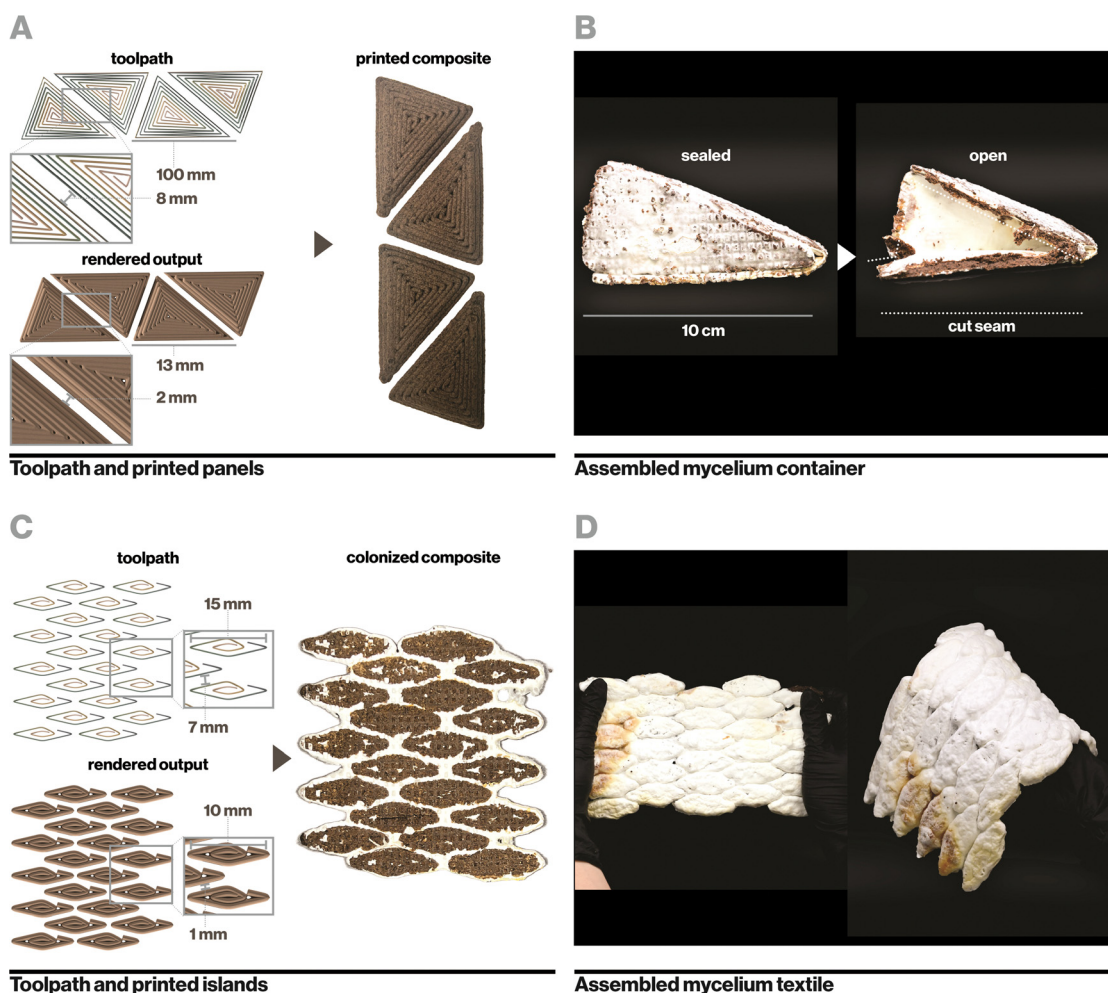 A
toolpath
100 mm
8 mm
rendered output
13 mm
2 mm
printed composite
Toolpath and printed panels
B
sealed
open
10 cm
cut seam
Assembled mycelium container
C
toolpath
15 mm
7 mm
rendered output
10 mm
1 mm
colonized composite
Toolpath and printed islands
D
Assembled mycelium textile